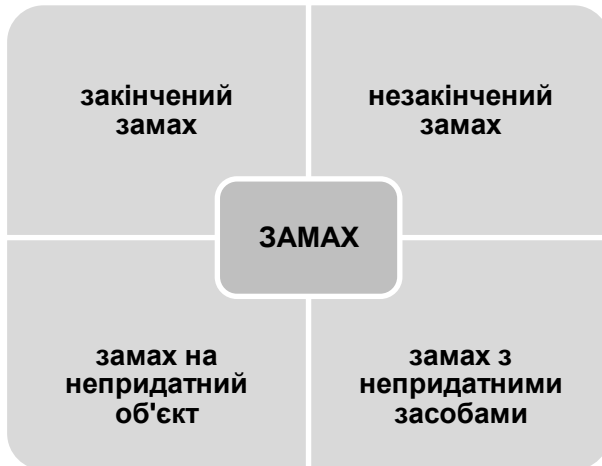 закінчений
замах
незакінчений
замах
ЗАМАХ
замах на
непридатний
об'єкт
замах з
непридатними
засобами